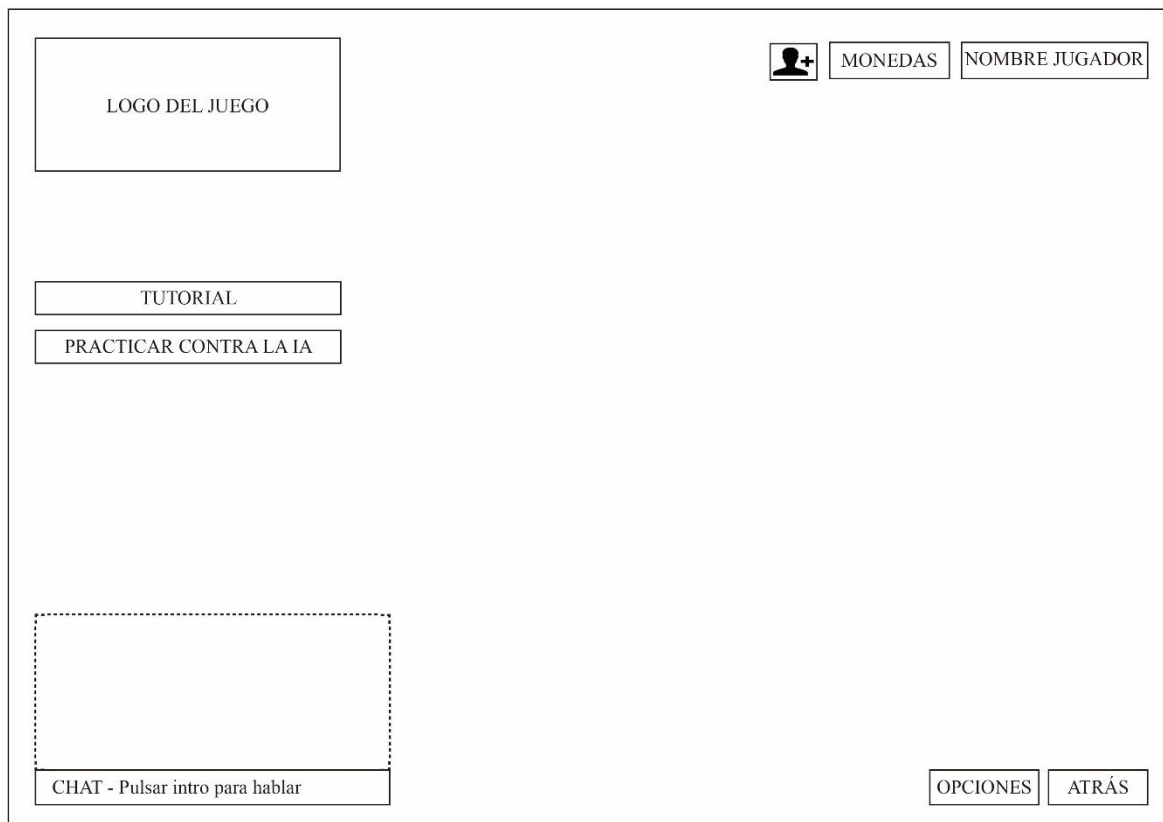 LOGO DEL JUEGO
MONEDAS
NOMBRE JUGADOR
TUTORIAL
PRACTICAR CONTRA LA IA
CHAT - Pulsar intro para hablar
OPCIONES
ATRÁS